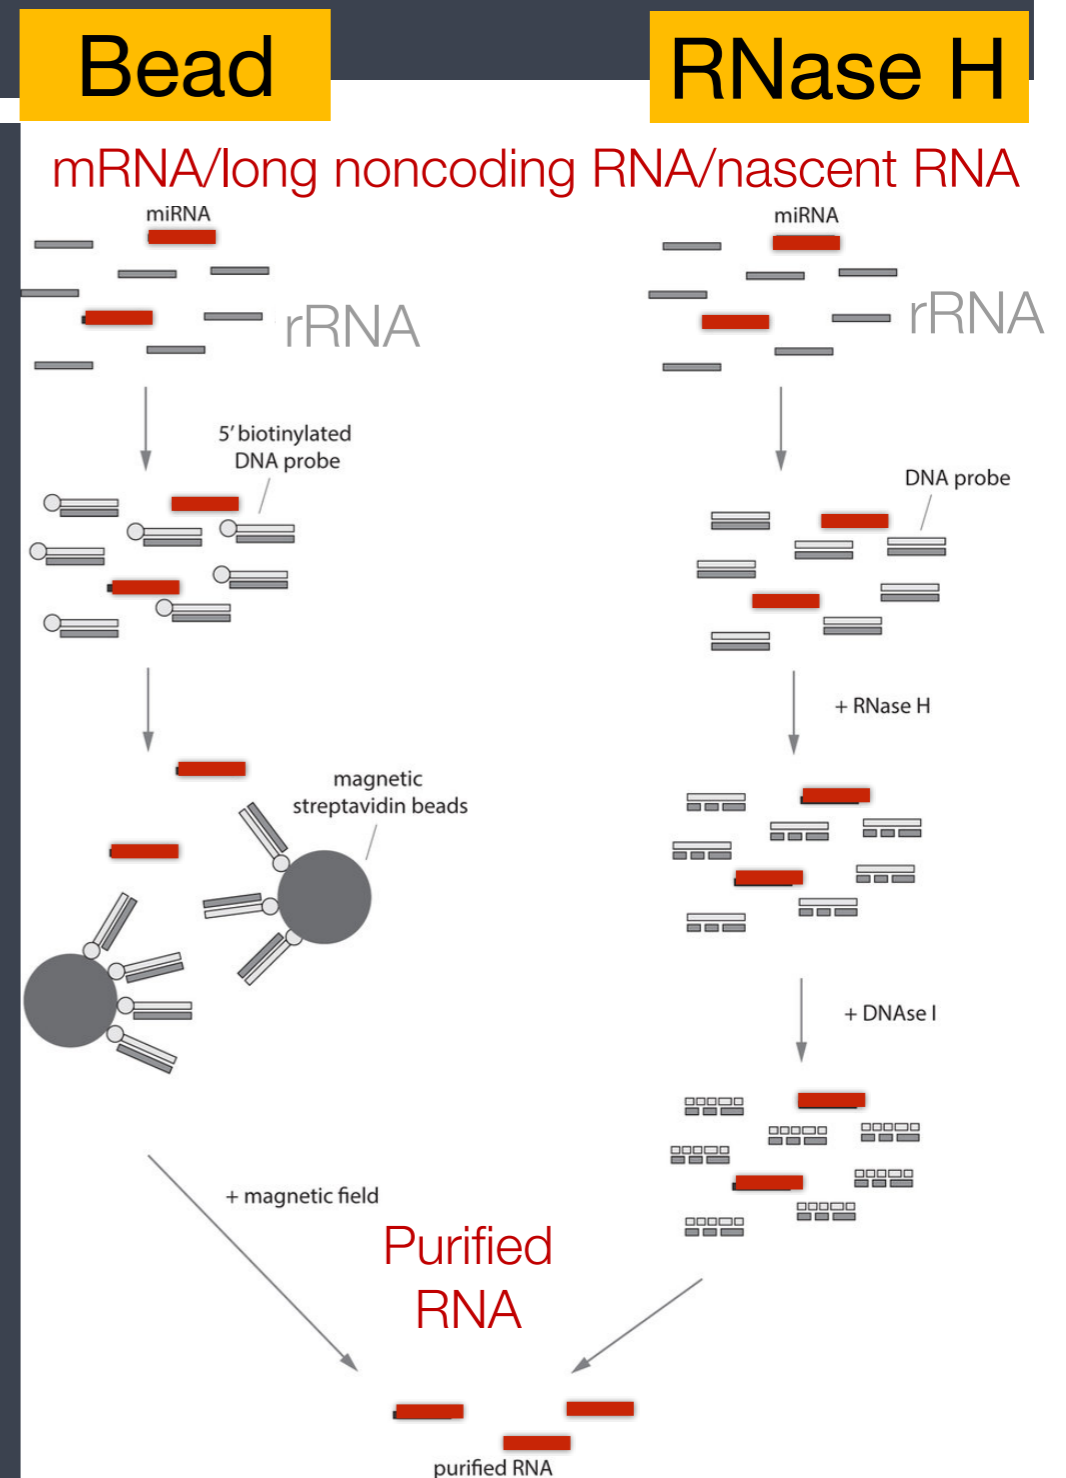 Bead
RNase H
mRNA/long noncoding RNA/nascent RNA
miRNA
miRNA
rRNA
rRNA
5’ biotinylated
DNA probe
DNA probe
+ RNase H
magnetic
streptavidin beads
+ DNAse I
+ magnetic field
Purified
RNA
purified RNA